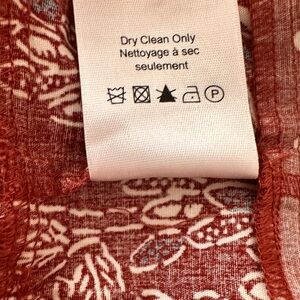 Dry Clean Only
Nettoyage à sec
seulement
P